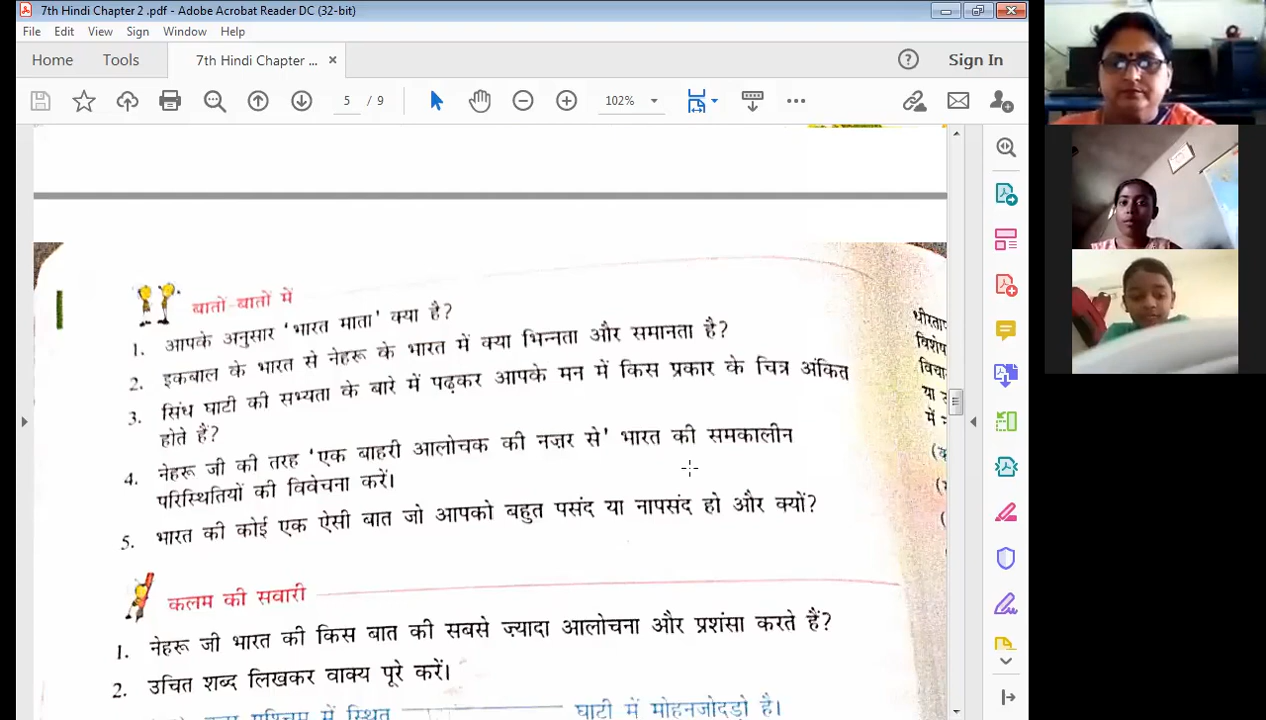 7th Hindi Chapter 2 .pdf - Adobe Acrobat Reader DC (32-bit)
File Edit View Sign Window Help
Home Tools 7th Hindi Chapter ... × Sign In
5 / 9 102%
बातों-बातों में
1. आपके अनुसार 'भारत माता' क्या है?
2. इकबाल के भारत से नेहरू के भारत में क्या भिन्नता और समानता है?
3. सिंध घाटी की सभ्यता के बारे में पढ़कर आपके मन में किस प्रकार के चित्र अंकित
होते हैं?
4. नेहरू जी की तरह 'एक बाहरी आलोचक की नज़र से' भारत की समकालीन
परिस्थितियों की विवेचना करें।
5. भारत की कोई एक ऐसी बात जो आपको बहुत पसंद या नापसंद हो और क्यों?
कलम की सवारी
1. नेहरू जी भारत की किस बात की सबसे ज़्यादा आलोचना और प्रशंसा करते हैं?
2. उचित शब्द लिखकर वाक्य पूरे करें।
पश्चिम में स्थित ____________ घाटी में मोहनजोदड़ो है।
विशेष
या
में